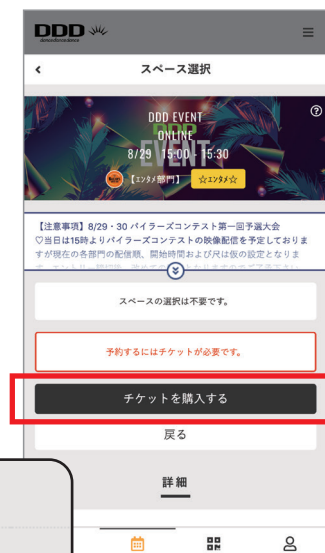 DDD
スペース選択
DDD EVENT
ONLINE
8/29 15:00 - 15:30
【エンタメ部門】
☆エンタメ☆
【注意事項】8/29・30 パイラーズコンテスト第一回予選大会
♡当日は15時よりパイラーズコンテストの映像配信を予定しておりま
すが現在の各部門の配信順、開始時間および尺は仮の設定となりま
スペースの選択は不要です。
予約するにはチケットが必要です。
チケットを購入する
戻る
詳細